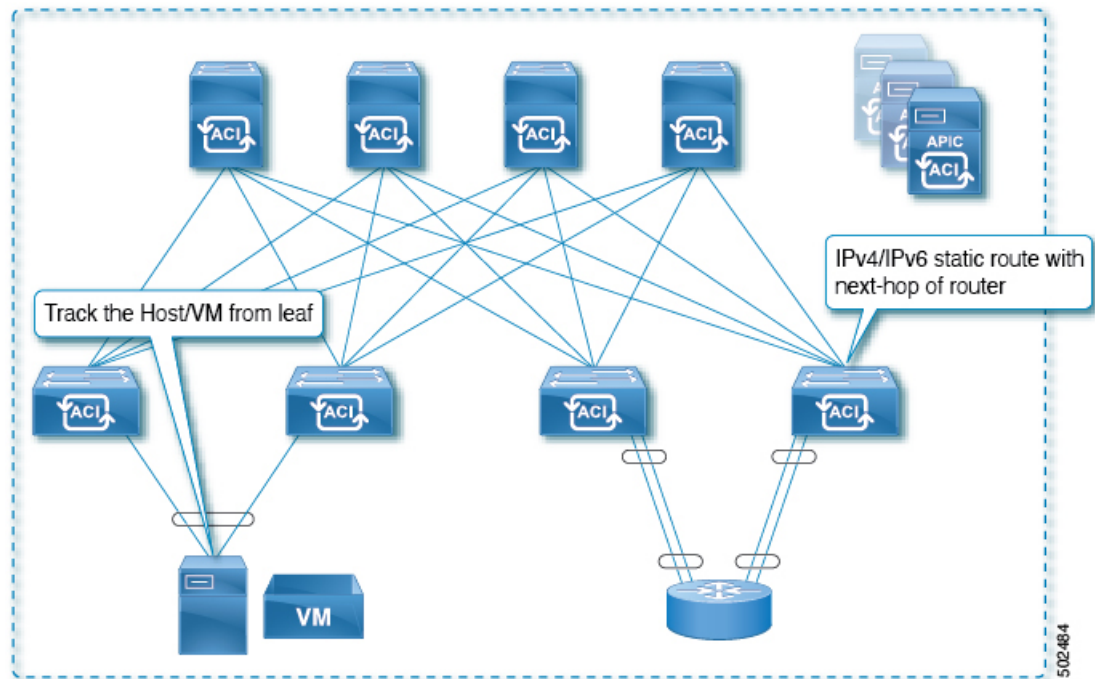 ACI
ACI
ACI
ACI
APIC
ACI
IPv4/IPv6 static route with
next-hop of router
Track the Host/VM from leaf
ACI
ACI
ACI
ACI
VM
502484